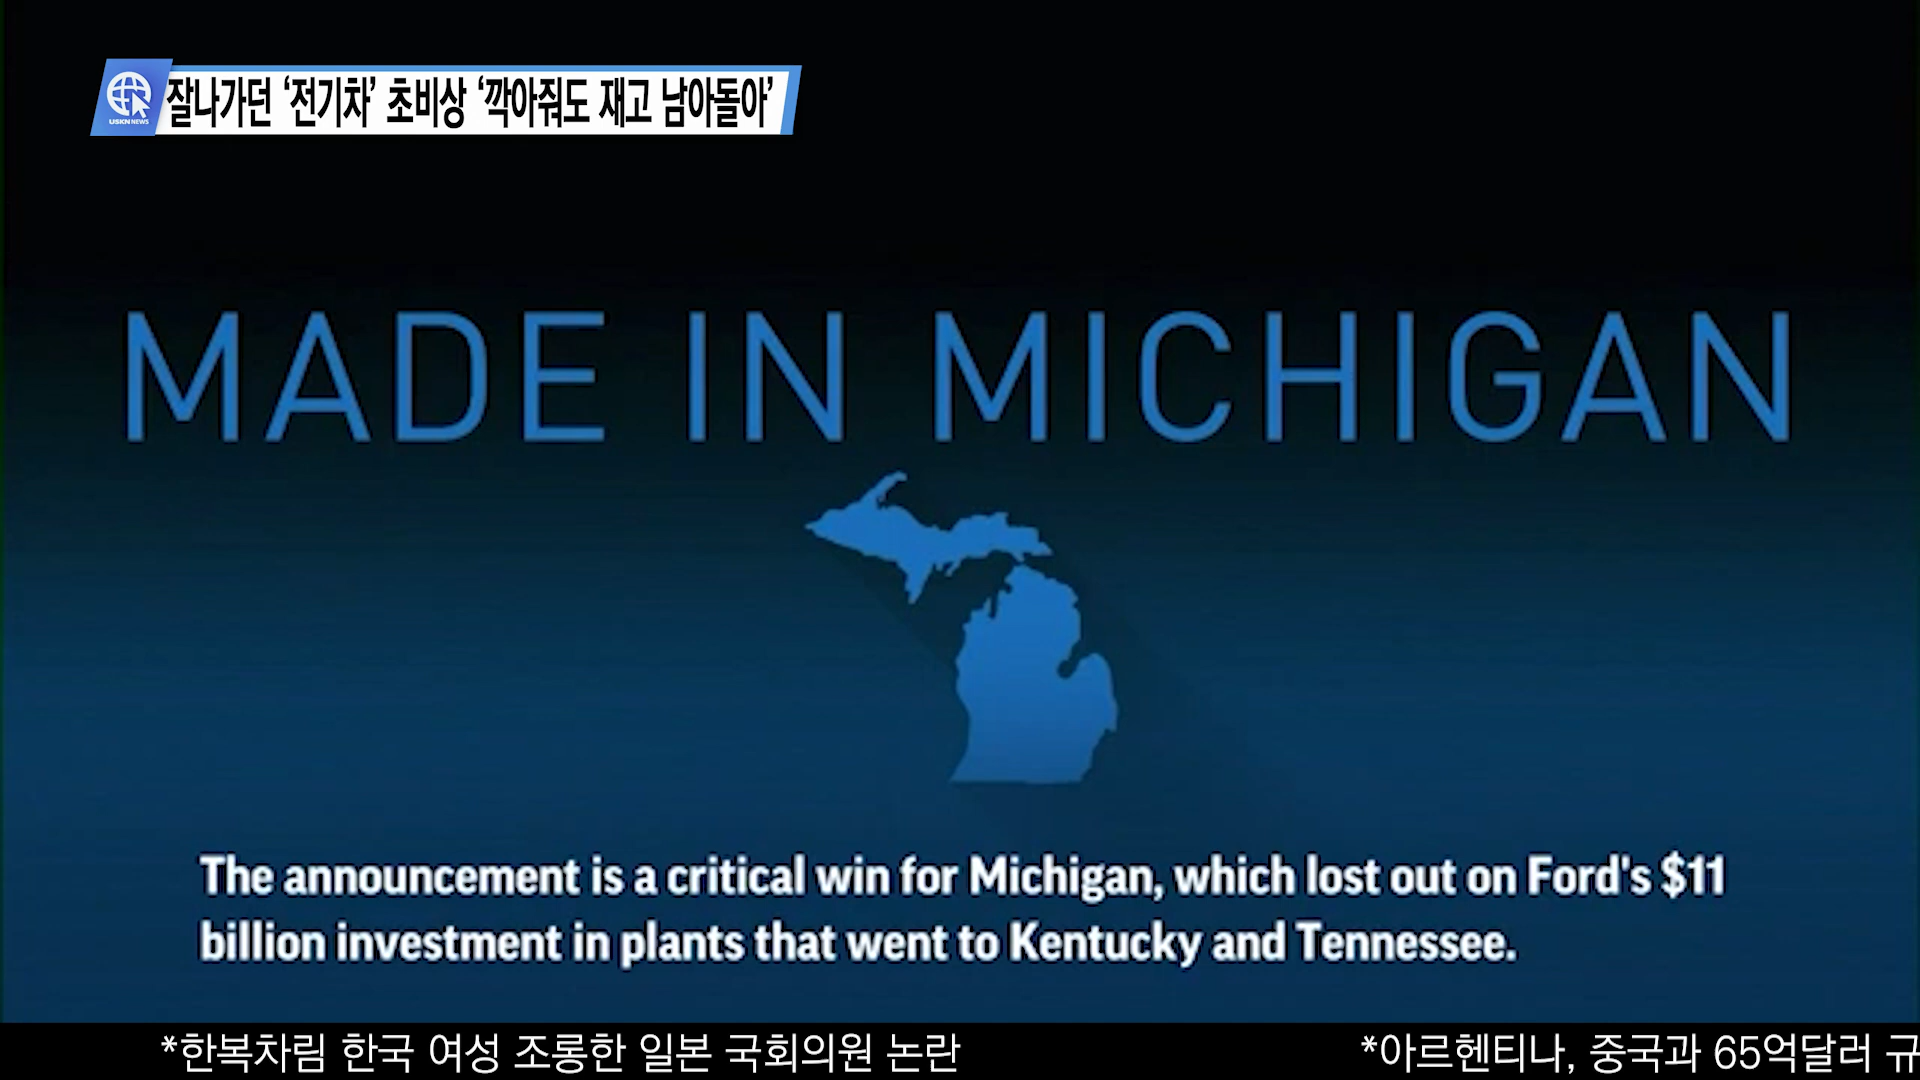 USKN NEWS
잘나가던 ‘전기차’ 초비상 ‘깍아줘도 재고 남아돌아’
MADE IN MICHIGAN
The announcement is a critical win for Michigan, which lost out on Ford's $11
billion investment in plants that went to Kentucky and Tennessee.
*한복차림 한국 여성 조롱한 일본 국회의원 논란 *아르헨티나, 중국과 65억달러 규